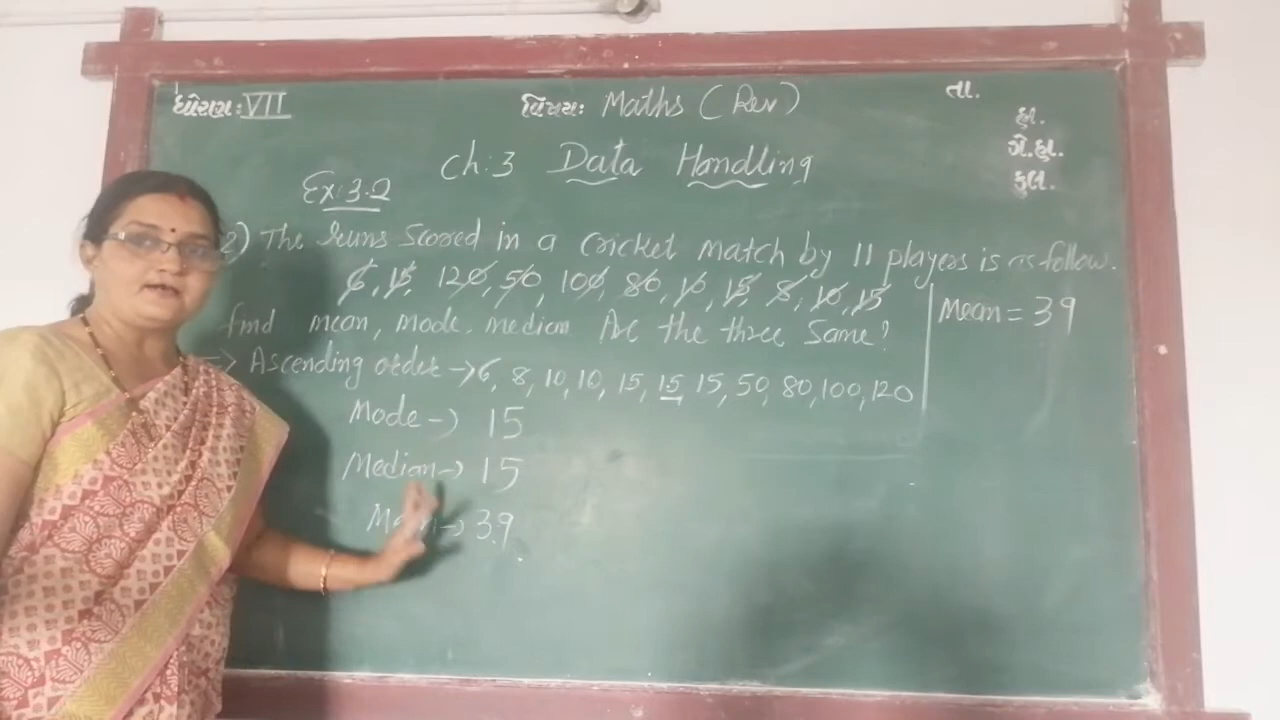 ધોરણ: VII
વિષય: Maths (Rev)
તા.
હા.
ગે.હા.
કુલ.
Ch:3 Data Handling
Ex:3.2
2) The runs scored in a cricket match by 11 players is as follow.
6, 15, 120, 50, 100, 80, 10, 15, 8, 10, 15
find mean, mode, median Are the three same?
=> Ascending order -> 6, 8, 10, 10, 15, 15, 15, 50, 80, 100, 120
Mode -> 15
Median -> 15
Mean -> 39
Mean = 39